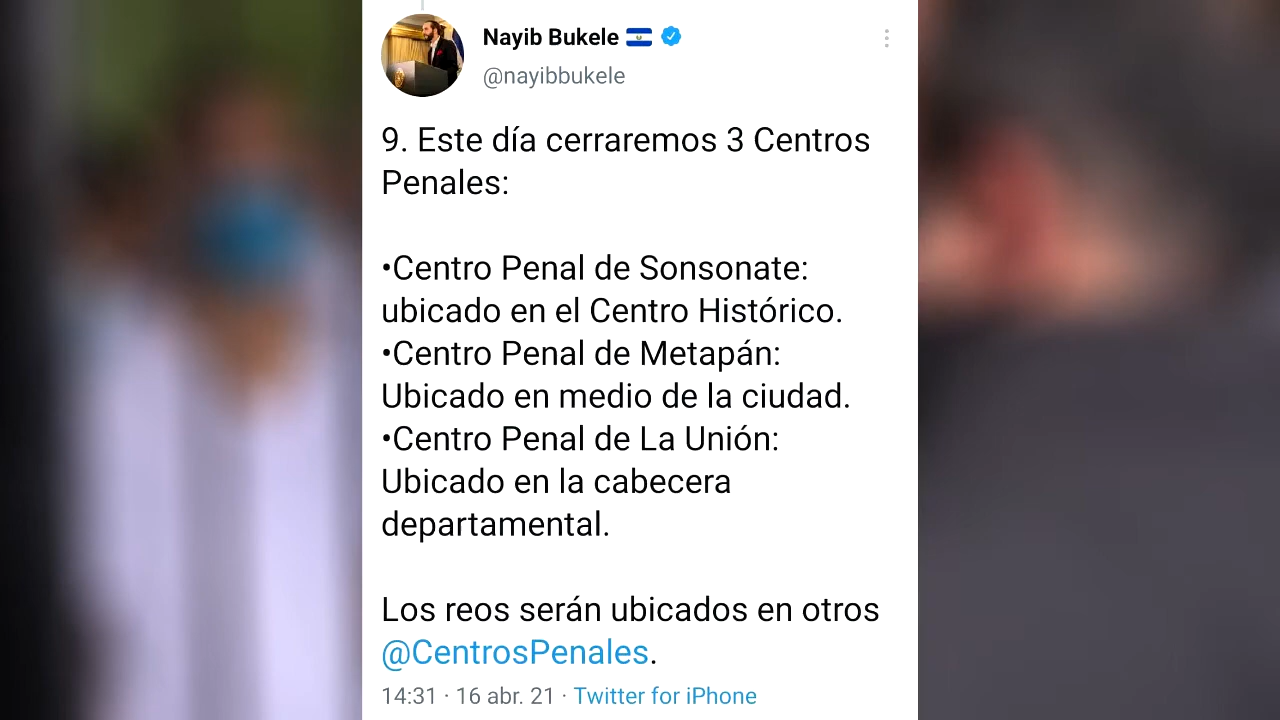 Nayib Bukele
@nayibbukele
9. Este día cerraremos 3 Centros
Penales:
•Centro Penal de Sonsonate:
ubicado en el Centro Histórico.
•Centro Penal de Metapán:
Ubicado en medio de la ciudad.
•Centro Penal de La Unión:
Ubicado en la cabecera
departamental.
Los reos serán ubicados en otros
@CentrosPenales.
14:31 · 16 abr. 21 · Twitter for iPhone